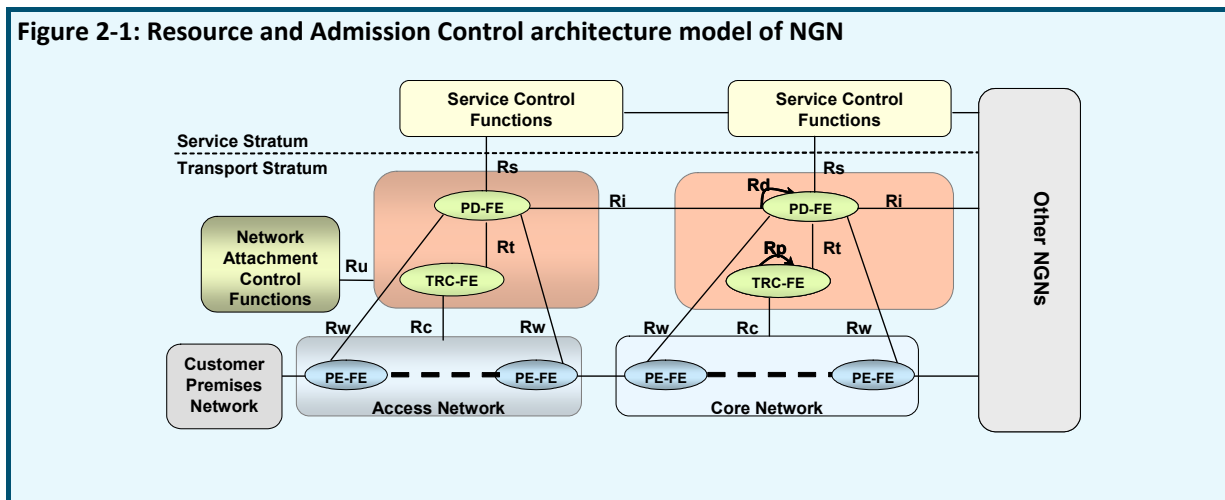 Figure 2-1: Resource and Admission Control architecture model of NGN
Service Control
Functions
Service Control
Functions
Service Stratum
Transport Stratum
Rs
Rs
Rd
PD-FE
Ri
PD-FE
Ri
Network
Attachment
Control
Functions
Ru
Rt
Rp
Rt
TRC-FE
TRC-FE
Other NGNs
Rw
Rc
Rw
Rw
Rc
Rw
Customer
Premises
Network
PE-FE
PE-FE
PE-FE
PE-FE
Access Network
Core Network